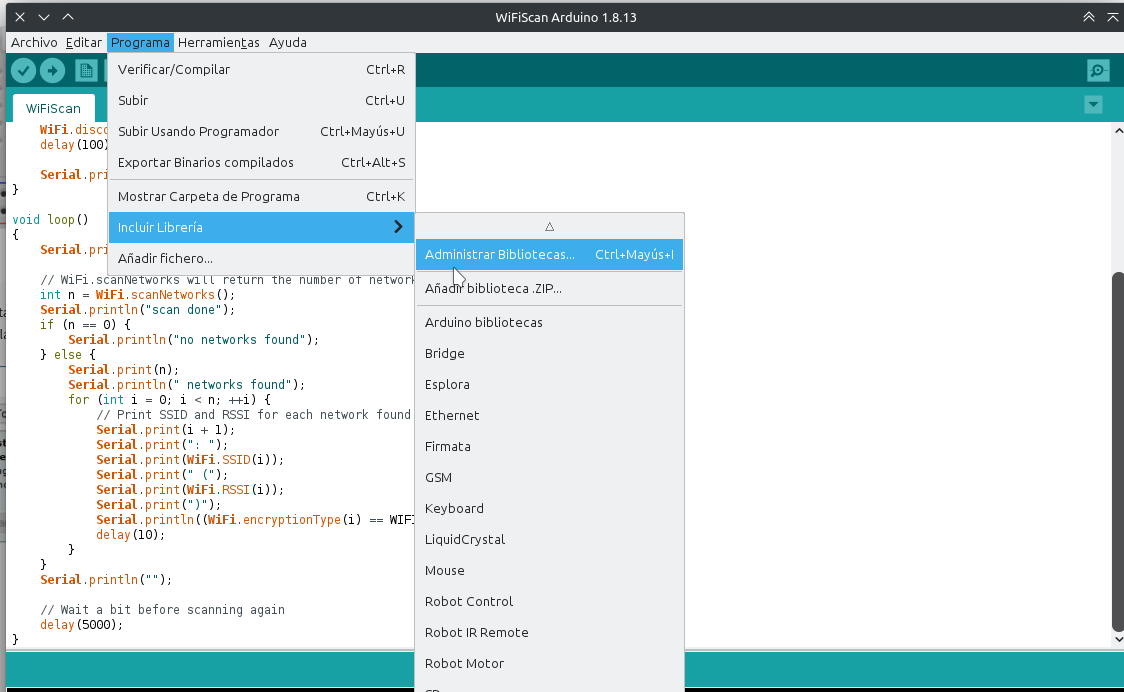 WiFiScan Arduino 1.8.13
Archivo Editar Programa Herramientas Ayuda
Verificar/Compilar Ctrl+R
Subir Ctrl+U
Subir Usando Programador Ctrl+Mayús+U
Exportar Binarios compilados Ctrl+Alt+S
Mostrar Carpeta de Programa Ctrl+K
Incluir Librería
Añadir fichero...
△
Administrar Bibliotecas... Ctrl+Mayús+I
Añadir biblioteca .ZIP...
Arduino bibliotecas
Bridge
Esplora
Ethernet
Firmata
GSM
Keyboard
LiquidCrystal
Mouse
Robot Control
Robot IR Remote
Robot Motor
WiFiScan
WiFi.disco
delay(100)
Serial.pri
}
void loop()
{
Serial.pri
// WiFi.scanNetworks will return the number of network
int n = WiFi.scanNetworks();
Serial.println("scan done");
if (n == 0) {
Serial.println("no networks found");
} else {
Serial.print(n);
Serial.println(" networks found");
for (int i = 0; i < n; ++i) {
// Print SSID and RSSI for each network found
Serial.print(i + 1);
Serial.print(": ");
Serial.print(WiFi.SSID(i));
Serial.print(" (");
Serial.print(WiFi.RSSI(i));
Serial.print(")");
Serial.println((WiFi.encryptionType(i) == WIFI
delay(10);
}
}
Serial.println("");
// Wait a bit before scanning again
delay(5000);
}